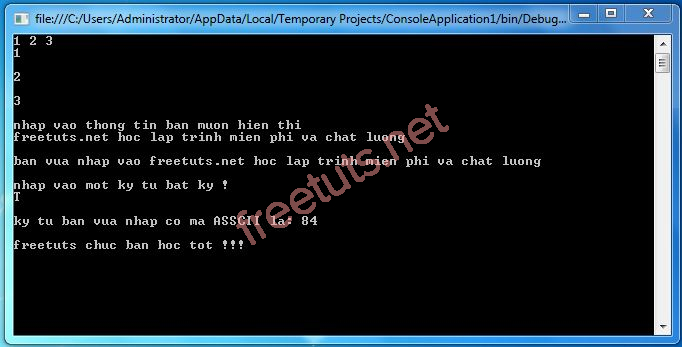 file:///C:/Users/Administrator/AppData/Local/Temporary Projects/ConsoleApplication1/bin/Debug...
1 2 3
1
2
3
nhap vao thong tin ban muon hien thi
freetuts.net hoc lap trinh mien phi va chat luong
ban vua nhap vao freetuts.net hoc lap trinh mien phi va chat luong
nhap vao mot ky tu bat ky !
T
ky tu ban vua nhap co ma ASSCII la: 84
freetuts chuc ban hoc tot !!!
freetuts.net